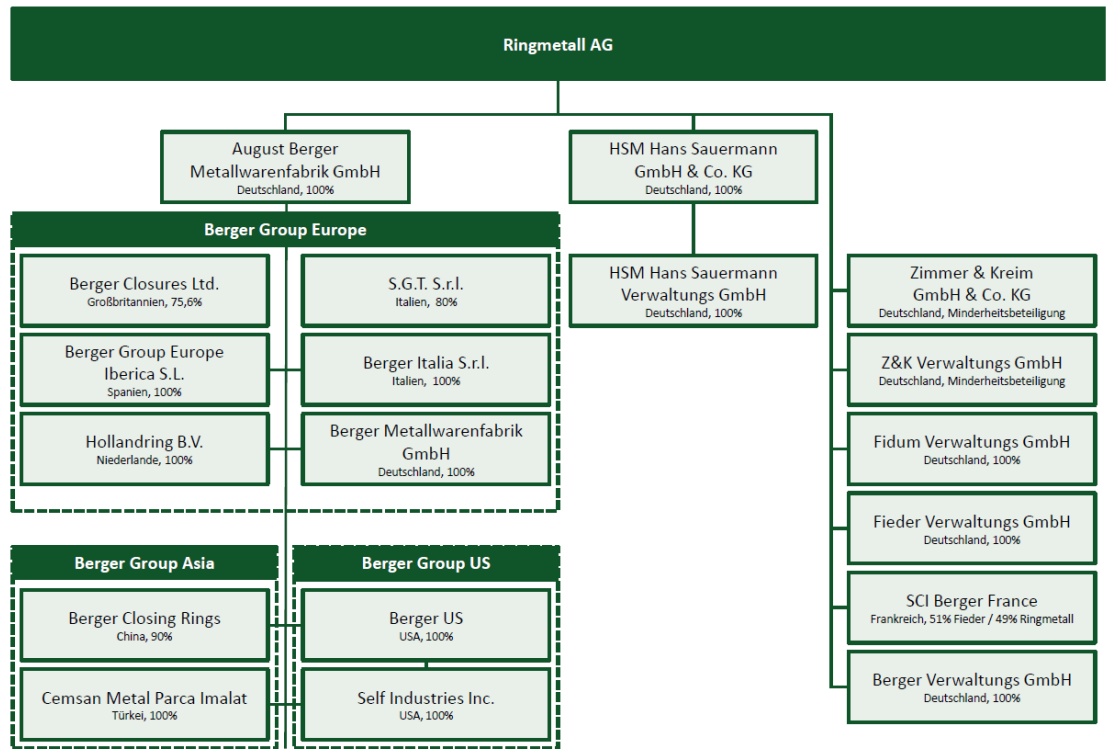 Ringmetall AG
August Berger
Metallwarenfabrik GmbH
Deutschland, 100%
HSM Hans Sauermann
GmbH & Co. KG
Deutschland, 100%
Berger Group Europe
Berger Closures Ltd.
Großbritannien, 75,6%
S.G.T. S.r.l.
Italien, 80%
HSM Hans Sauermann
Verwaltungs GmbH
Deutschland, 100%
Zimmer & Kreim
GmbH & Co. KG
Deutschland, Minderheitsbeteiligung
Berger Group Europe
Iberica S.L.
Spanien, 100%
Berger Italia S.r.l.
Italien, 100%
Z&K Verwaltungs GmbH
Deutschland, Minderheitsbeteiligung
Hollandring B.V.
Niederlande, 100%
Berger Metallwarenfabrik
GmbH
Deutschland, 100%
Fidum Verwaltungs GmbH
Deutschland, 100%
Fieder Verwaltungs GmbH
Deutschland, 100%
Berger Group Asia
Berger Group US
Berger Closing Rings
China, 90%
Berger US
USA, 100%
SCI Berger France
Frankreich, 51% Fieder / 49% Ringmetall
Cemsan Metal Parca Imalat
Türkei, 100%
Self Industries Inc.
USA, 100%
Berger Verwaltungs GmbH
Deutschland, 100%